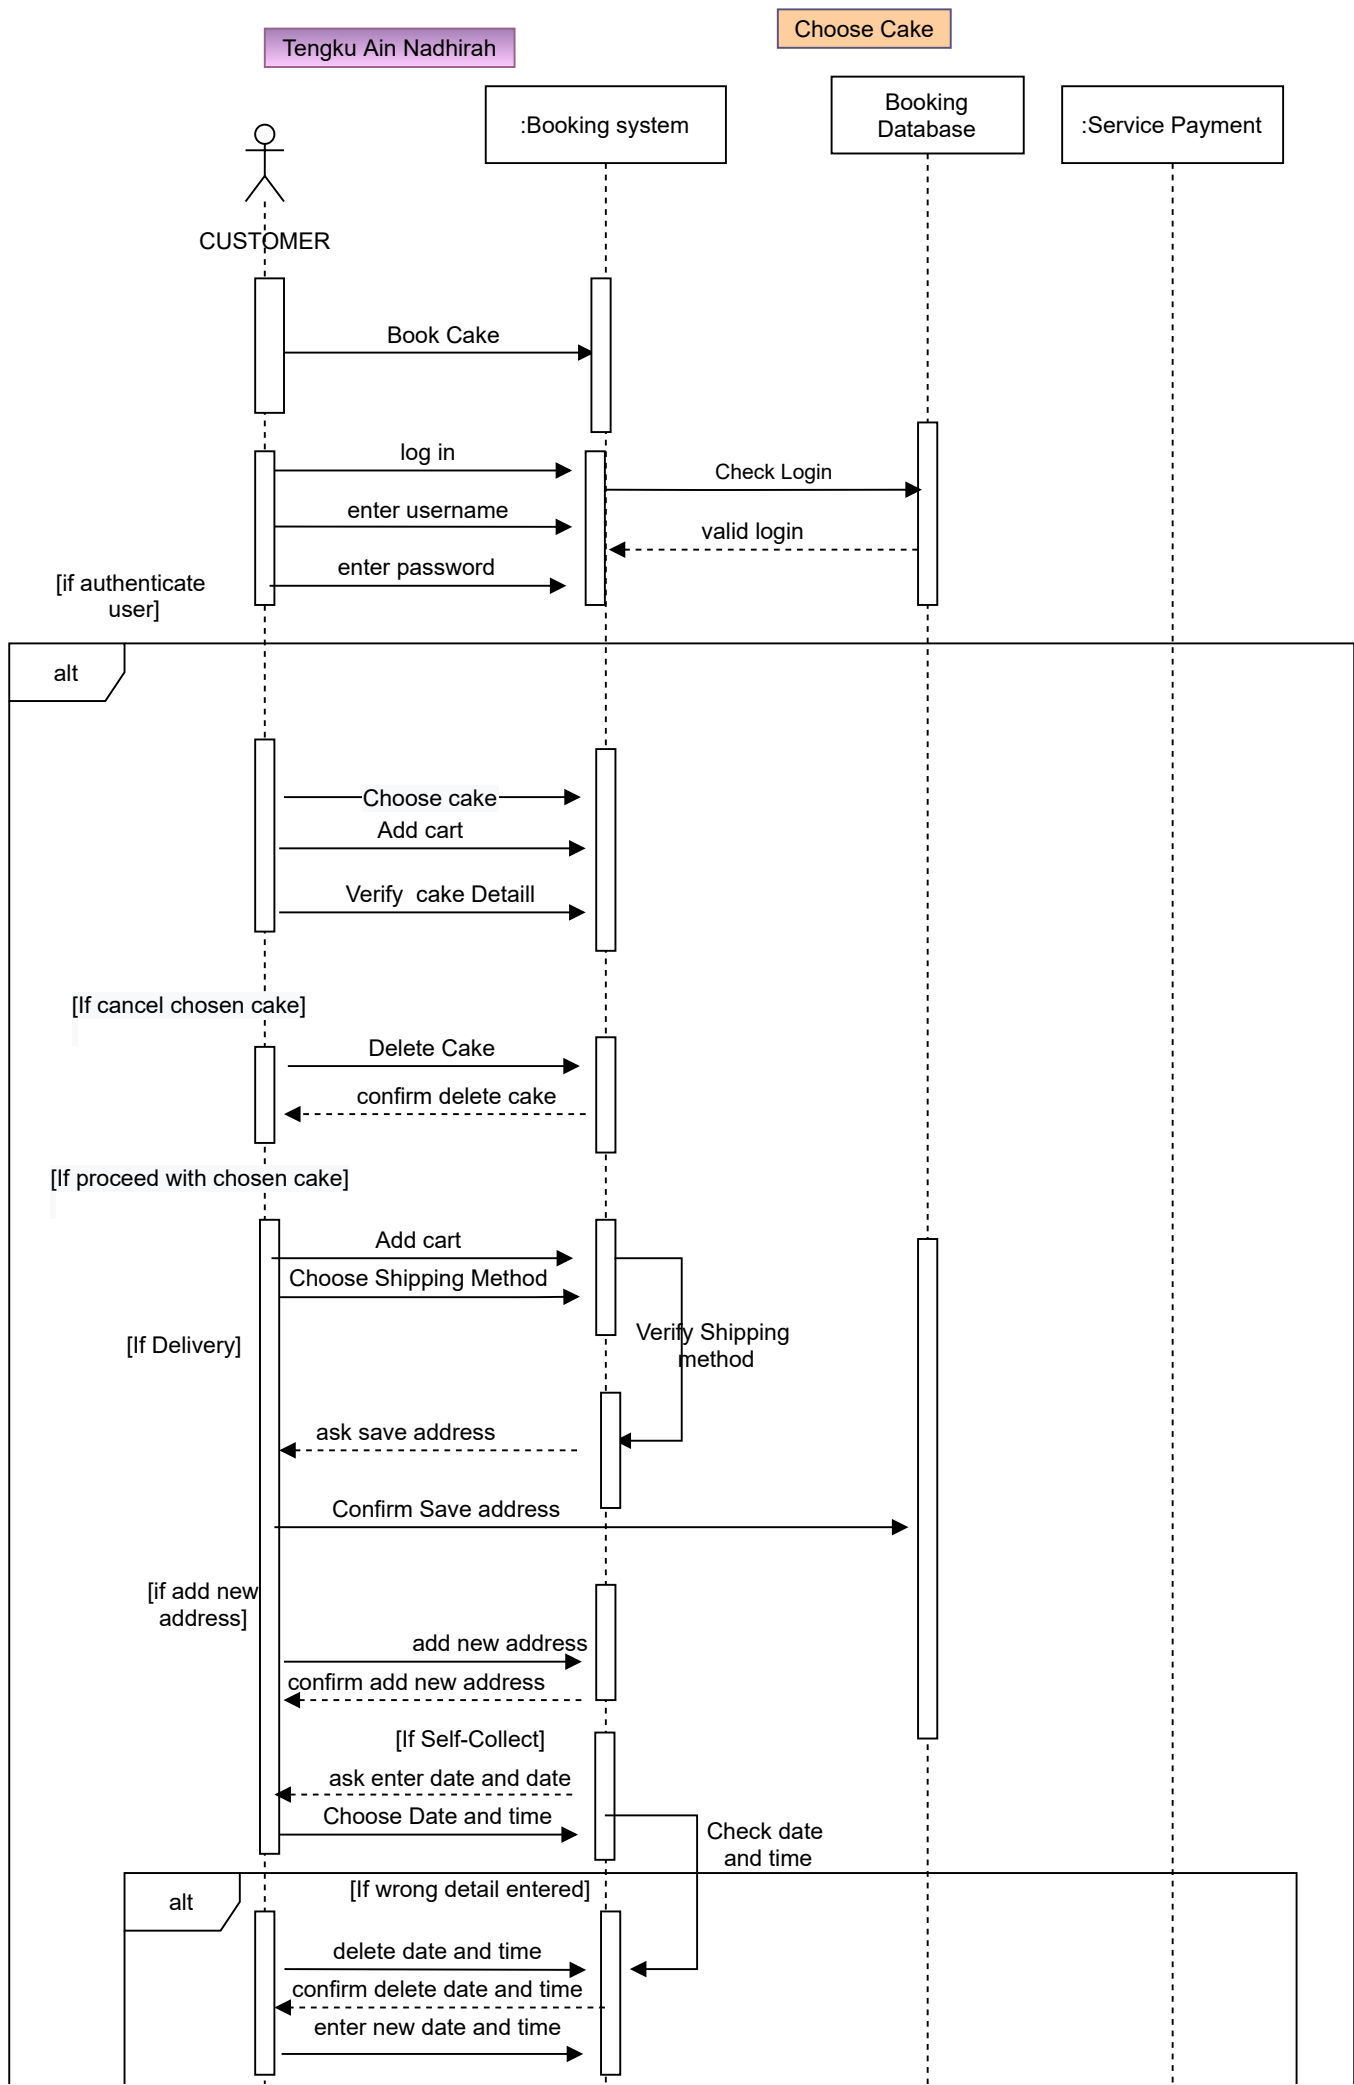 Choose Cake
Tengku Ain Nadhirah
:Booking system
Booking
Database
:Service Payment
CUSTOMER
Book Cake
log in
Check Login
enter username
valid login
enter password
[if authenticate
user]
alt
Choose cake
Add cart
Verify  cake Detaill
[If cancel chosen cake]
Delete Cake
confirm delete cake
[If proceed with chosen cake]
Add cart
Choose Shipping Method
Verify Shipping
method
[If Delivery]
ask save address
Confirm Save address
[if add new
address]
add new address
confirm add new address
[If Self-Collect]
ask enter date and date
Choose Date and time
Check date
and time
alt
[If wrong detail entered]
delete date and time
confirm delete date and time
enter new date and time